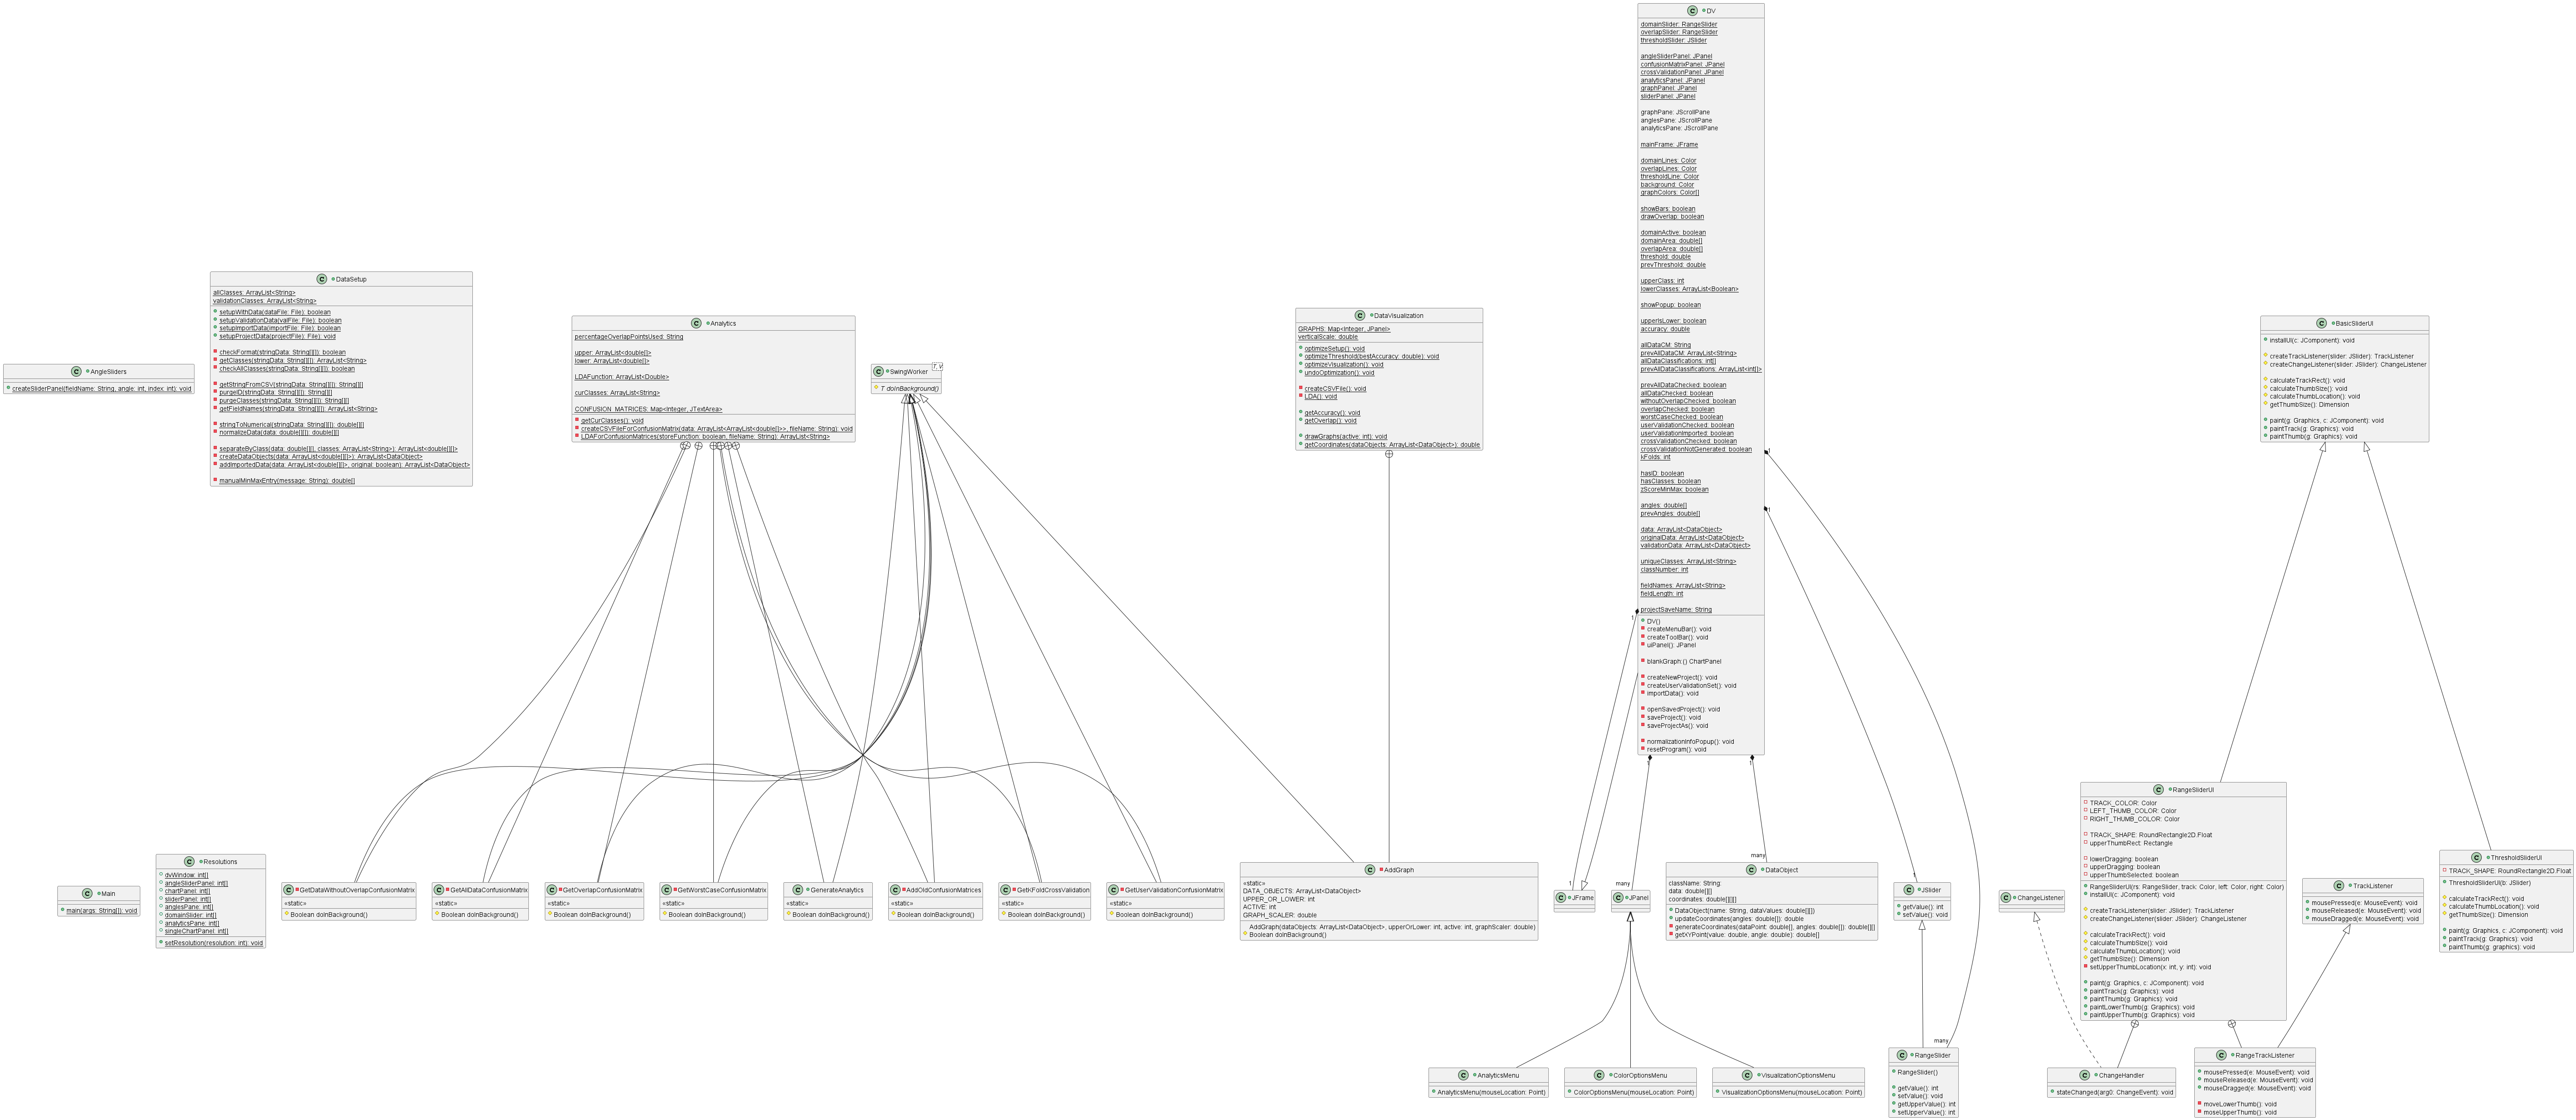 DV
domainSlider: RangeSlider
overlapSlider: RangeSlider
thresholdSlider: JSlider
angleSliderPanel: JPanel
confusionMatrixPanel: JPanel
crossValidationPanel: JPanel
analyticsPanel: JPanel
graphPanel: JPanel
sliderPanel: JPanel
graphPane: JScrollPane
anglesPane: JScrollPane
analyticsPane: JScrollPane
mainFrame: JFrame
domainLines: Color
overlapLines: Color
thresholdLine: Color
background: Color
graphColors: Color[]
showBars: boolean
drawOverlap: boolean
domainActive: boolean
domainArea: double[]
overlapArea: double[]
threshold: double
prevThreshold: double
upperClass: int
lowerClasses: ArrayList<Boolean>
showPopup: boolean
upperIsLower: boolean
accuracy: double
allDataCM: String
prevAllDataCM: ArrayList<String>
allDataClassifications: int[]
prevAllDataClassifications: ArrayList<int[]>
prevAllDataChecked: boolean
allDataChecked: boolean
withoutOverlapChecked: boolean
overlapChecked: boolean
worstCaseChecked: boolean
userValidationChecked: boolean
userValidationImported: boolean
crossValidationChecked: boolean
crossValidationNotGenerated: boolean
kFolds: int
hasID: boolean
hasClasses: boolean
zScoreMinMax: boolean
angles: double[]
prevAngles: double[]
data: ArrayList<DataObject>
originalData: ArrayList<DataObject>
validationData: ArrayList<DataObject>
uniqueClasses: ArrayList<String>
classNumber: int
fieldNames: ArrayList<String>
fieldLength: int
projectSaveName: String
DV()
createMenuBar(): void
createToolBar(): void
uiPanel(): JPanel
blankGraph:() ChartPanel
createNewProject(): void
createUserValidationSet(): void
importData(): void
openSavedProject(): void
saveProject(): void
saveProjectAs(): void
normalizationInfoPopup(): void
resetProgram(): void
AngleSliders
createSliderPanel(fieldName: String, angle: int, index: int): void
DataSetup
allClasses: ArrayList<String>
validationClasses: ArrayList<String>
setupWithData(dataFile: File): boolean
setupValidationData(valFile: File): boolean
setupImportData(importFile: File): boolean
setupProjectData(projectFile: File): void
checkFormat(stringData: String[][]): boolean
getClasses(stringData: String[][]): ArrayList<String>
checkAllClasses(stringData: String[][]): boolean
getStringFromCSV(stringData: String[][]): String[][]
purgeID(stringData: String[][]): String[][]
purgeClasses(stringData: String[][]): String[][]
getFieldNames(stringData: String[][]): ArrayList<String>
stringToNumerical(stringData: String[][]): double[][]
normalizeData(data: double[][]): double[][]
separateByClass(data: double[][], classes: ArrayList<String>): ArrayList<double[][]>
createDataObjects(data: ArrayList<double[][]>): ArrayList<DataObject>
addImportedData(data: ArrayList<double[][]>, original: boolean): ArrayList<DataObject>
manualMinMaxEntry(message: String): double[]
Analytics
percentageOverlapPointsUsed: String
upper: ArrayList<double[]>
lower: ArrayList<double[]>
LDAFunction: ArrayList<Double>
curClasses: ArrayList<String>
CONFUSION_MATRICES: Map<Integer, JTextArea>
getCurClasses(): void
createCSVFileForConfusionMatrix(data: ArrayList<ArrayList<double[]>>, fileName: String): void
LDAForConfusionMatrices(storeFunction: boolean, fileName: String): ArrayList<String>
SwingWorker
T, V
T doInBackground()
DataVisualization
GRAPHS: Map<Integer, JPanel>
verticalScale: double
optimizeSetup(): void
optimizeThreshold(bestAccuracy: double): void
optimizeVisualization(): void
undoOptimization(): void
createCSVFile(): void
LDA(): void
getAccuracy(): void
getOverlap(): void
drawGraphs(active: int): void
getCoordinates(dataObjects: ArrayList<DataObject>): double
BasicSliderUI
installUI(c: JComponent): void
createTrackListener(slider: JSlider): TrackListener
createChangeListener(slider: JSlider): ChangeListener
calculateTrackRect(): void
calculateThumbSize(): void
calculateThumbLocation(): void
getThumbSize(): Dimension
paint(g: Graphics, c: JComponent): void
paintTrack(g: Graphics): void
paintThumb(g: Graphics): void
1
1
1
1
1
1
many
many
1
many
Main
main(args: String[]): void
Resolutions
dvWindow: int[]
angleSliderPanel: int[]
chartPanel: int[]
sliderPanel: int[]
anglesPane: int[]
domainSlider: int[]
analyticsPane: int[]
singleChartPanel: int[]
setResolution(resolution: int): void
GetDataWithoutOverlapConfusionMatrix
<<static>>
Boolean doInBackground()
GetAllDataConfusionMatrix
<<static>>
Boolean doInBackground()
GetOverlapConfusionMatrix
<<static>>
Boolean doInBackground()
GetWorstCaseConfusionMatrix
<<static>>
Boolean doInBackground()
GenerateAnalytics
<<static>>
Boolean doInBackground()
AddOldConfusionMatrices
<<static>>
Boolean doInBackground()
GetKFoldCrossValidation
<<static>>
Boolean doInBackground()
GetUserValidationConfusionMatrix
<<static>>
Boolean doInBackground()
AddGraph
<<static>>
DATA_OBJECTS: ArrayList<DataObject>
UPPER_OR_LOWER: int
ACTIVE: int
GRAPH_SCALER: double
AddGraph(dataObjects: ArrayList<DataObject>, upperOrLower: int, active: int, graphScaler: double)
Boolean doInBackground()
JFrame
JPanel
DataObject
className: String:
data: double[][]
coordinates: double[][][]
DataObject(name: String, dataValues: double[][])
updateCoordinates(angles: double[]): double
generateCoordinates(dataPoint: double[], angles: double[]): double[][]
getXYPoint(value: double, angle: double): double[]
JSlider
getValue(): int
setValue(): void
ChangeListener
RangeSliderUI
TRACK_COLOR: Color
LEFT_THUMB_COLOR: Color
RIGHT_THUMB_COLOR: Color
TRACK_SHAPE: RoundRectangle2D.Float
upperThumbRect: Rectangle
lowerDragging: boolean
upperDragging: boolean
upperThumbSelected: boolean
RangeSliderUI(rs: RangeSlider, track: Color, left: Color, right: Color)
installUI(c: JComponent): void
createTrackListener(slider: JSlider): TrackListener
createChangeListener(slider: JSlider): ChangeListener
calculateTrackRect(): void
calculateThumbSize(): void
calculateThumbLocation(): void
getThumbSize(): Dimension
setUpperThumbLocation(x: int, y: int): void
paint(g: Graphics, c: JComponent): void
paintTrack(g: Graphics): void
paintThumb(g: Graphics): void
paintLowerThumb(g: Graphics): void
paintUpperThumb(g: Graphics): void
TrackListener
mousePressed(e: MouseEvent): void
mouseReleased(e: MouseEvent): void
mouseDragged(e: MouseEvent): void
ThresholdSliderUI
TRACK_SHAPE: RoundRectangle2D.Float
ThresholdSliderUI(b: JSlider)
calculateTrackRect(): void
calculateThumbLocation(): void
getThumbSize(): Dimension
paint(g: Graphics, c: JComponent): void
paintTrack(g: Graphics): void
paintThumb(g: graphics): void
AnalyticsMenu
AnalyticsMenu(mouseLocation: Point)
ColorOptionsMenu
ColorOptionsMenu(mouseLocation: Point)
VisualizationOptionsMenu
VisualizationOptionsMenu(mouseLocation: Point)
many
RangeSlider
RangeSlider()
getValue(): int
setValue(): void
getUpperValue(): int
setUpperValue(): int
ChangeHandler
stateChanged(arg0: ChangeEvent): void
RangeTrackListener
mousePressed(e: MouseEvent): void
mouseReleased(e: MouseEvent): void
mouseDragged(e: MouseEvent): void
moveLowerThumb(): void
moseUpperThumb(): void